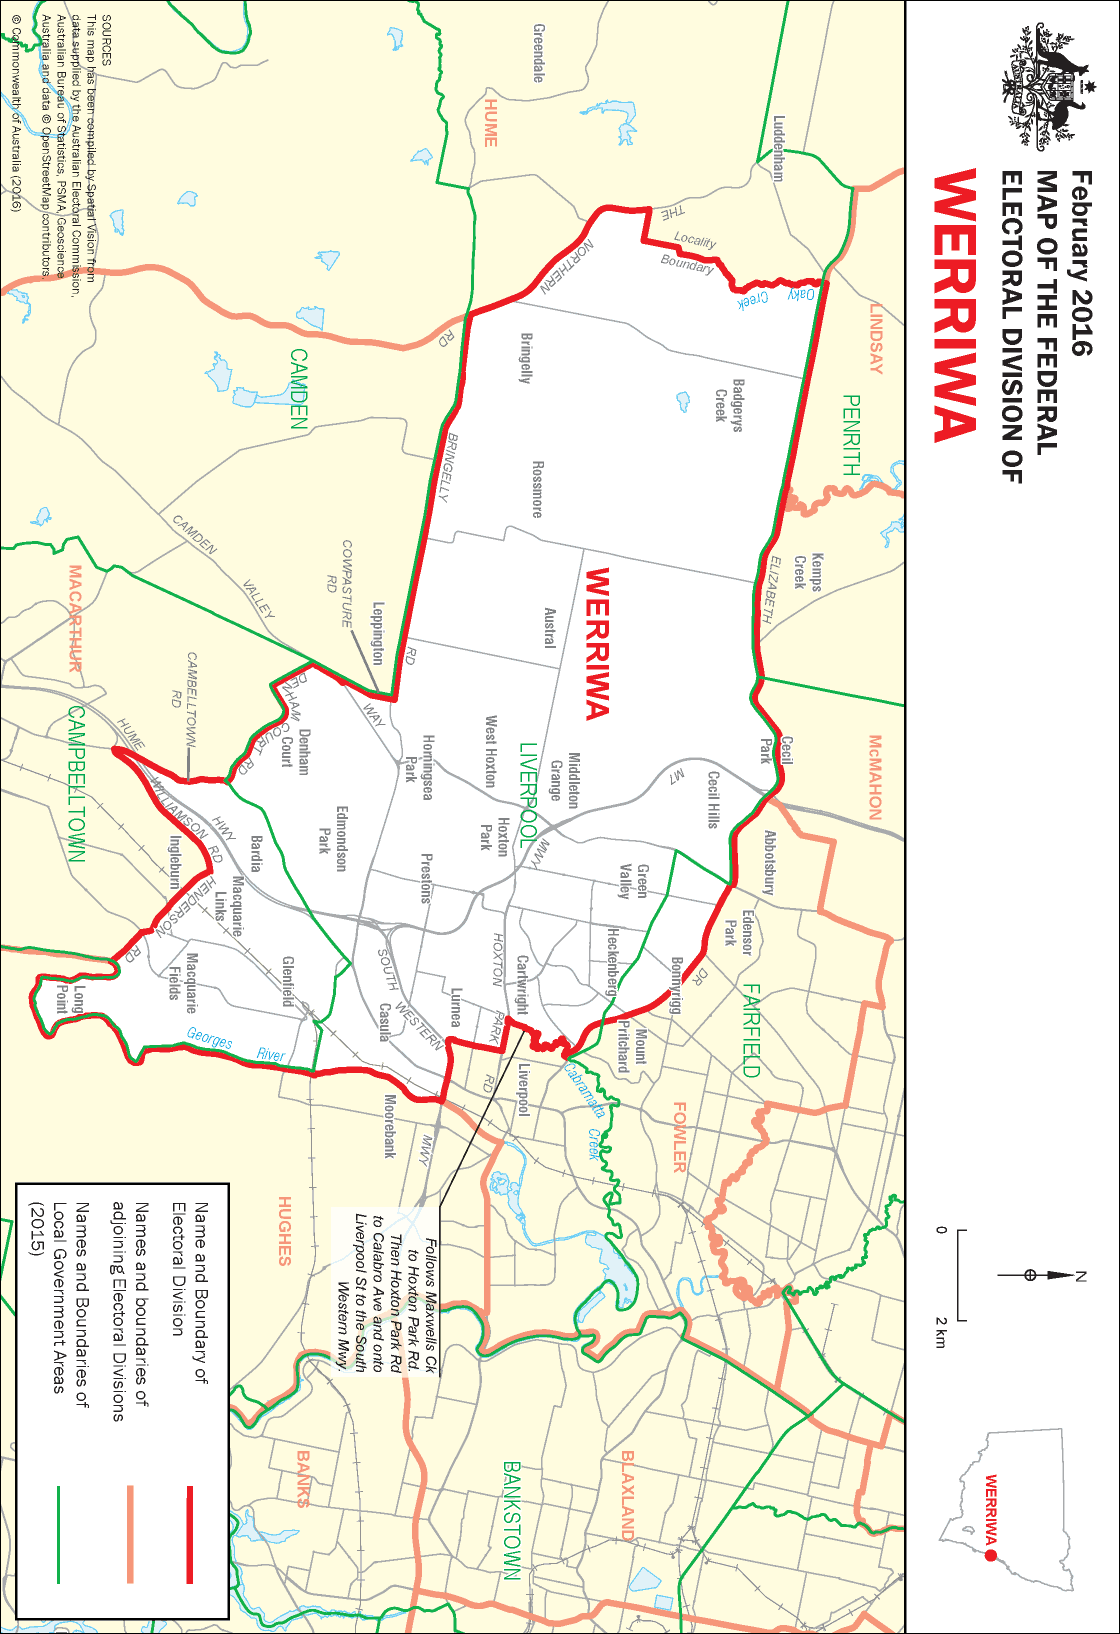 February 2016
MAP OF THE FEDERAL
ELECTORAL DIVISION OF
WERRIWA
N
0
2 km
WERRIWA
LINDSAY
PENRITH
McMAHON
Luddenham
Greendale
HUME
THE
NORTHERN
RD
Locality
Boundary
Oaky
Creek
Badgerys
Creek
Bringelly
Rossmore
BRINGELLY
RD
Kemps
Creek
ELIZABETH
WERRIWA
Austral
CAMDEN
CAMDEN
VALLEY
WAY
COWPASTURE
RD
Leppington
Cecil
Park
Cecil Hills
M7
Middleton
Grange
LIVERPOOL
West Hoxton
Hoxton
Park
MWY
Horningsea
Park
Abbotsbury
Green
Valley
Edensor
Park
Bonnyrigg
DR
Heckenberg
Mount
Pritchard
FAIRFIELD
Cabramatta
Creek
FOWLER
Cartwright
HOXTON
PARK
RD
Liverpool
Prestons
Lurnea
SOUTH
WESTERN
MWY
Casula
Moorebank
Edmondson
Park
Denham
Court
DENHAM
COURT RD
CAMBELLTOWN
RD
MACARTHUR
CAMPBELLTOWN
HUME
HWY
WILLIAMSON
RD
Bardia
Ingleburn
HENDERSON
RD
Macquarie
Links
Macquarie
Fields
Glenfield
Long
Point
Georges
River
HUGHES
BANKS
BANKSTOWN
BLAXLAND
Follows Maxwells Ck
to Hoxton Park Rd.
Then Hoxton Park Rd
to Calabro Ave and onto
Liverpool St to the South
Western Mwy.
Name and Boundary of
Electoral Division
Names and boundaries of
adjoining Electoral Divisions
Names and Boundaries of
Local Government Areas
(2015)
SOURCES
This map has been compiled by Spatial Vision from
data supplied by the Australian Electoral Commission,
Australian Bureau of Statistics, PSMA, Geoscience
Australia and data © OpenStreetMap contributors.
© Commonwealth of Australia (2016)